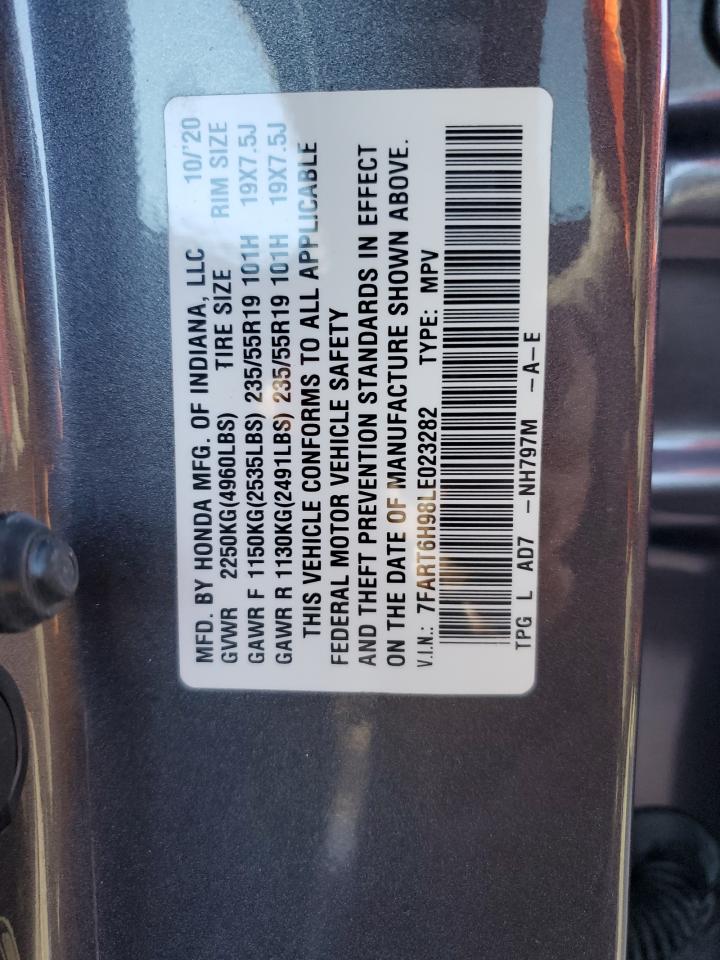 MFD. BY HONDA MFG. OF INDIANA, LLC 10/'20
GVWR 2250KG(4960LBS) TIRE SIZE RIM SIZE
GAWR F 1150KG(2535LBS) 235/55R19 101H 19X7.5J
GAWR R 1130KG(2491LBS) 235/55R19 101H 19X7.5J
THIS VEHICLE CONFORMS TO ALL APPLICABLE
FEDERAL MOTOR VEHICLE SAFETY
AND THEFT PREVENTION STANDARDS IN EFFECT
ON THE DATE OF MANUFACTURE SHOWN ABOVE.
V.I.N.: 7FART6H98LE023282 TYPE: MPV
TPG L AD7 -NH797M -A-E